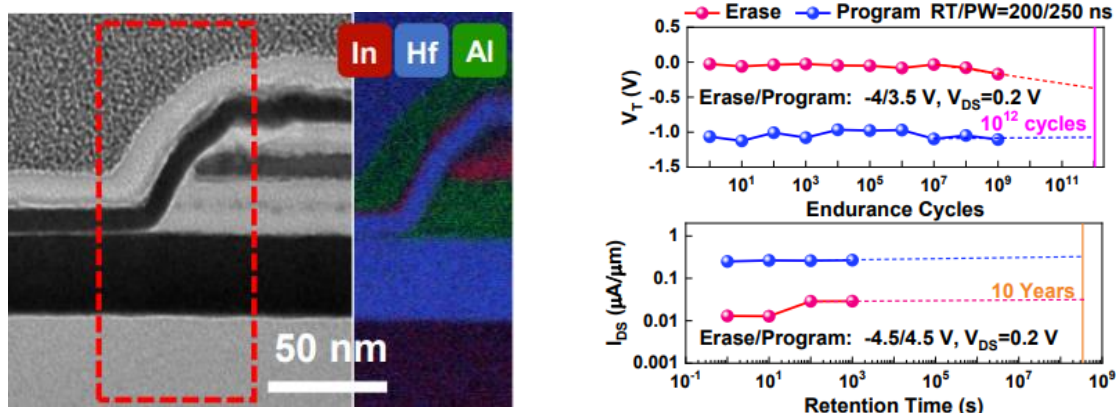 In Hf Al
50 nm
Erase Program RT/PW=200/250 ns
V_T (V)
0.5
0.0
-0.5
-1.0
-1.5
Erase/Program: -4/3.5 V, V_DS=0.2 V
10^12 cycles
10^1 10^3 10^5 10^7 10^9 10^11
Endurance Cycles
I_DS (μA/μm)
1
0.1
0.01
0.001
10 Years
Erase/Program: -4.5/4.5 V, V_DS=0.2 V
10^-1 10^1 10^3 10^5 10^7 10^9
Retention Time (s)